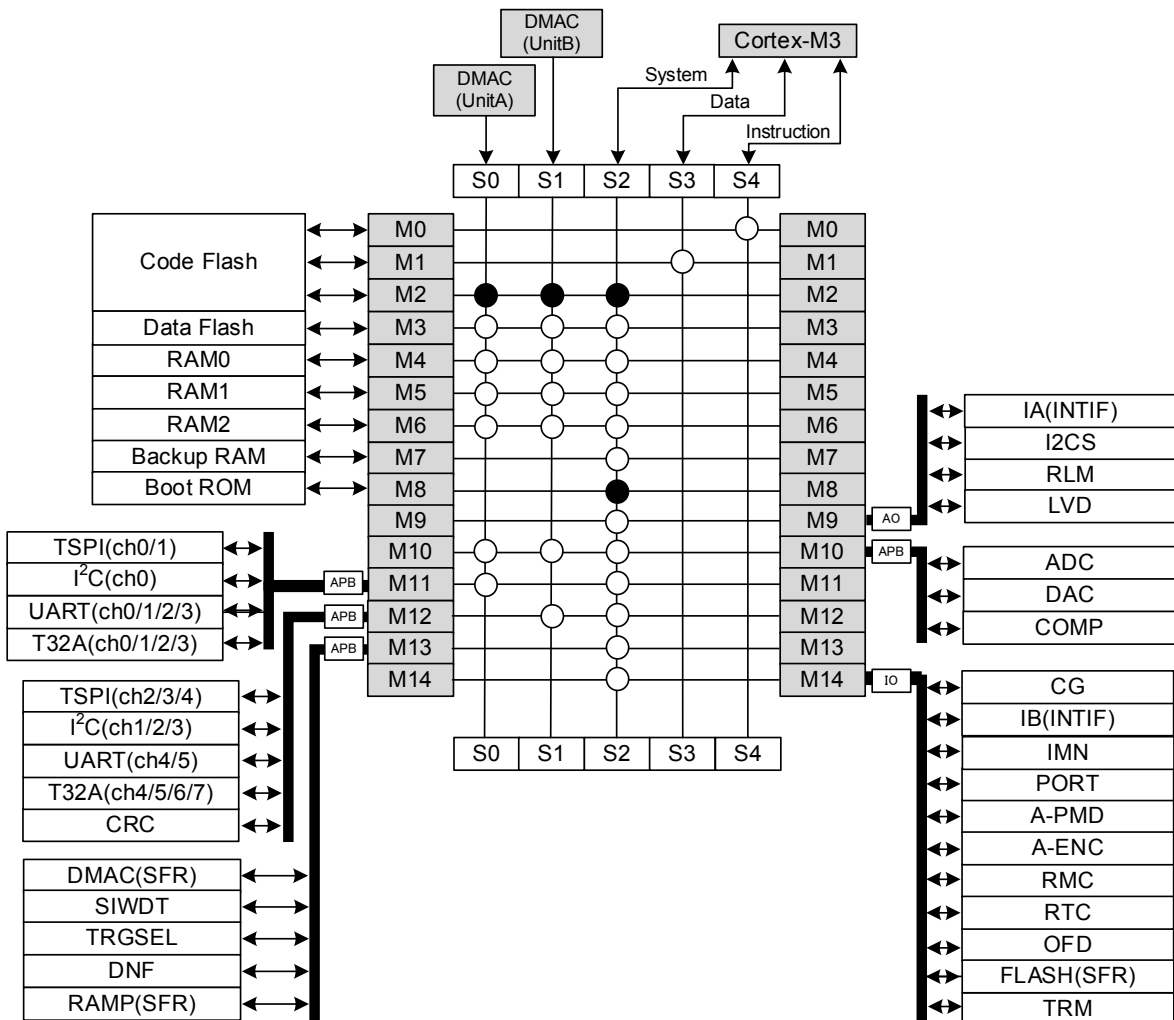 DMAC
(UnitB)
Cortex-M3
DMAC
(UnitA)
System
Data
Instruction
S0 S1 S2 S3 S4
Code Flash
Data Flash
RAM0
RAM1
RAM2
Backup RAM
Boot ROM
M0 M0
M1 M1
M2 M2
M3 M3
M4 M4
M5 M5
M6 M6
M7 M7
M8 M8
M9 M9 AO
M10 M10 APB
APB M11 M11
APB M12 M12
APB M13 M13
M14 M14 IO
S0 S1 S2 S3 S4
TSPI(ch0/1)
I²C(ch0)
UART(ch0/1/2/3)
T32A(ch0/1/2/3)
TSPI(ch2/3/4)
I²C(ch1/2/3)
UART(ch4/5)
T32A(ch4/5/6/7)
CRC
DMAC(SFR)
SIWDT
TRGSEL
DNF
RAMP(SFR)
IA(INTIF)
I2CS
RLM
LVD
ADC
DAC
COMP
CG
IB(INTIF)
IMN
PORT
A-PMD
A-ENC
RMC
RTC
OFD
FLASH(SFR)
TRM